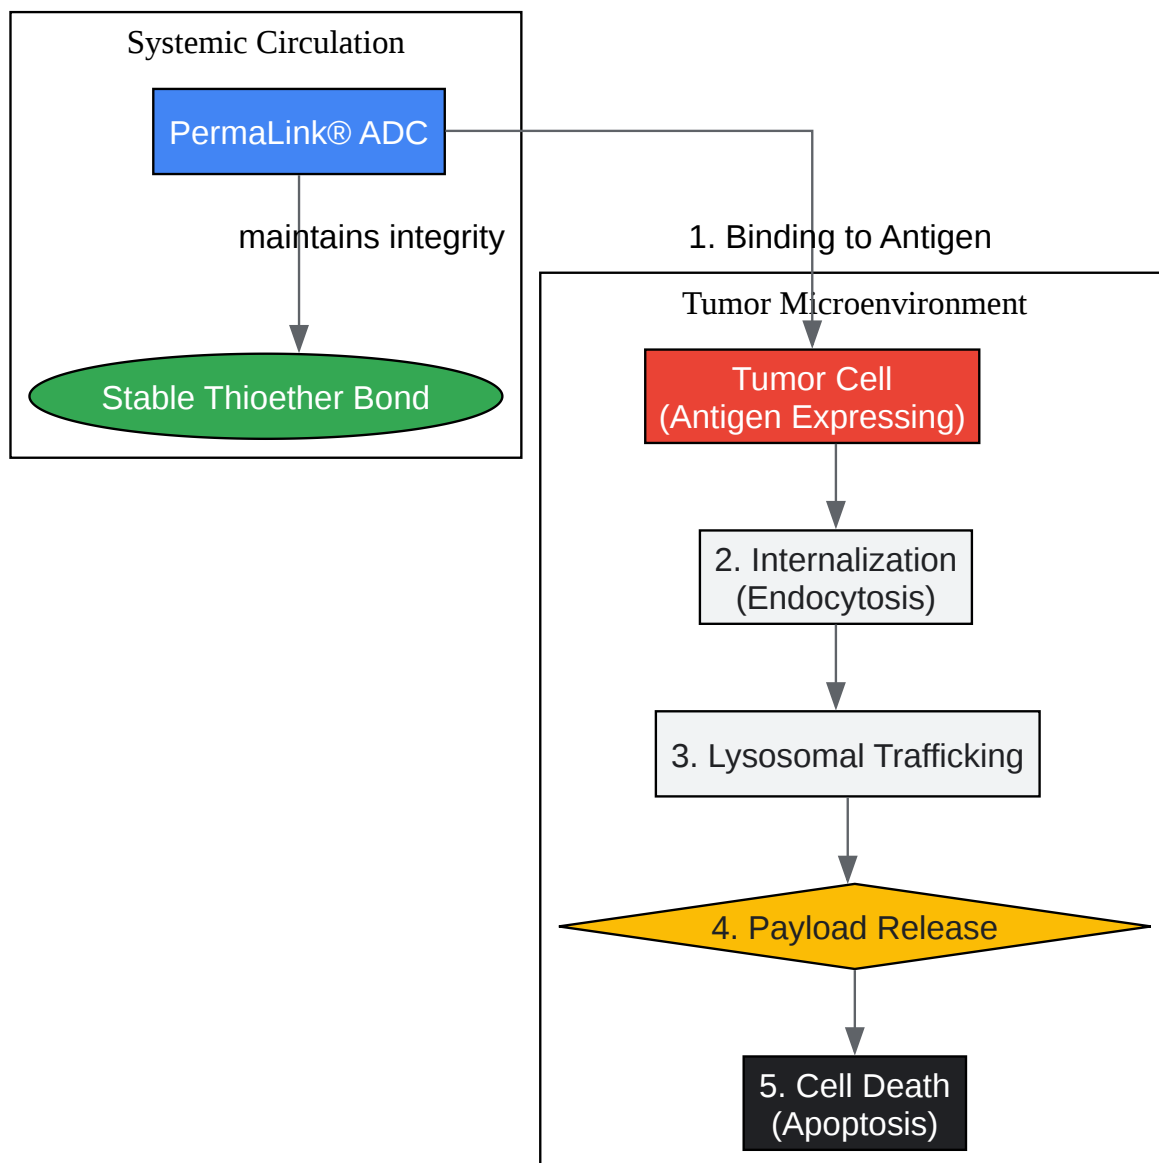 Systemic Circulation
PermaLink® ADC
maintains integrity
Stable Thioether Bond
1. Binding to Antigen
Tumor Microenvironment
Tumor Cell
(Antigen Expressing)
2. Internalization
(Endocytosis)
3. Lysosomal Trafficking
4. Payload Release
5. Cell Death
(Apoptosis)